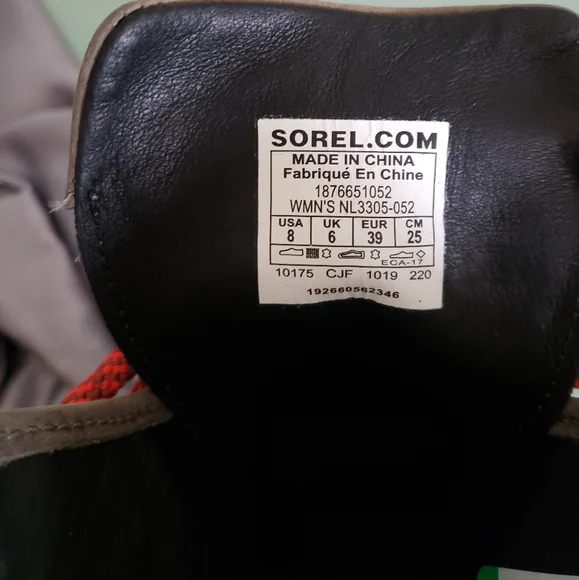 SOREL.COM
MADE IN CHINA
Fabriqué En Chine
1876651052
WMN'S NL3305-052
USA UK EUR CM
8 6 39 25
ECA-17
10175 CJF 1019 220
192660562346